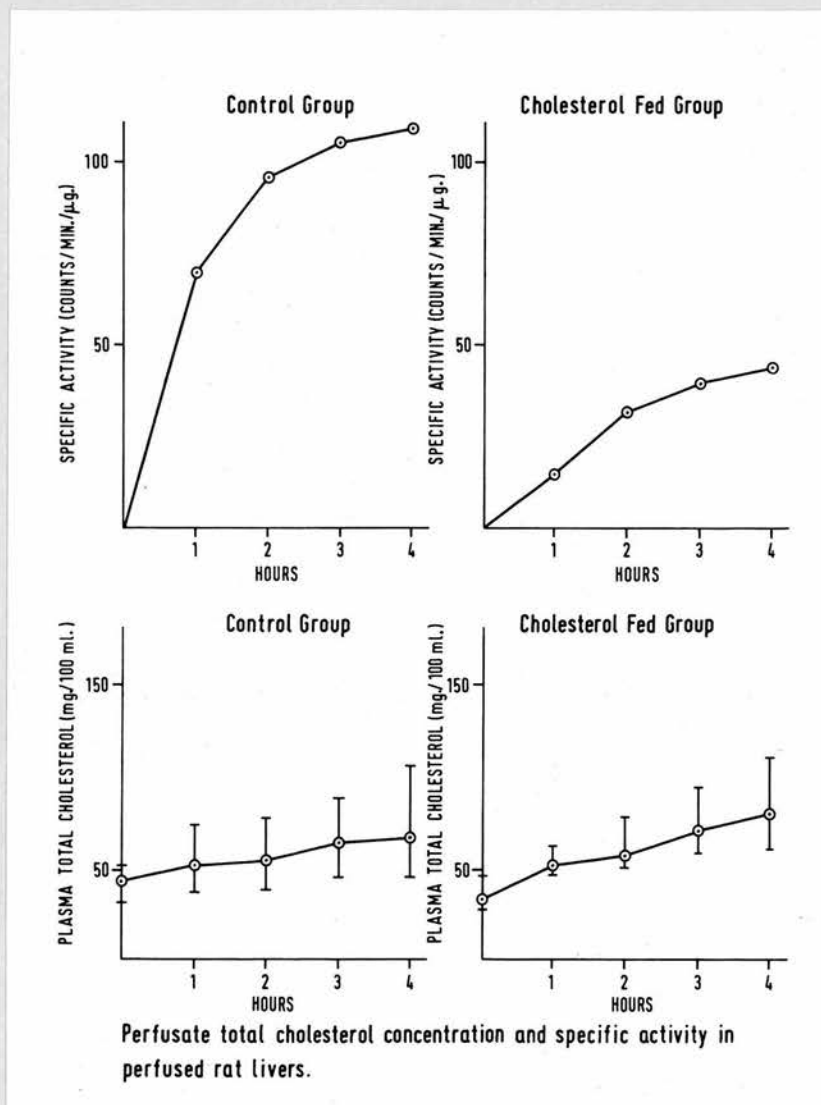 Control Group
SPECIFIC ACTIVITY (COUNTS/MIN./µg.)
100
50
1 2 3 4
HOURS
Cholesterol Fed Group
SPECIFIC ACTIVITY (COUNTS/MIN./µg.)
100
50
1 2 3 4
HOURS
Control Group
PLASMA TOTAL CHOLESTEROL (mg./100 ml.)
150
50
1 2 3 4
HOURS
Cholesterol Fed Group
PLASMA TOTAL CHOLESTEROL (mg./100 ml.)
150
50
1 2 3 4
HOURS
Perfusate total cholesterol concentration and specific activity in
perfused rat livers.